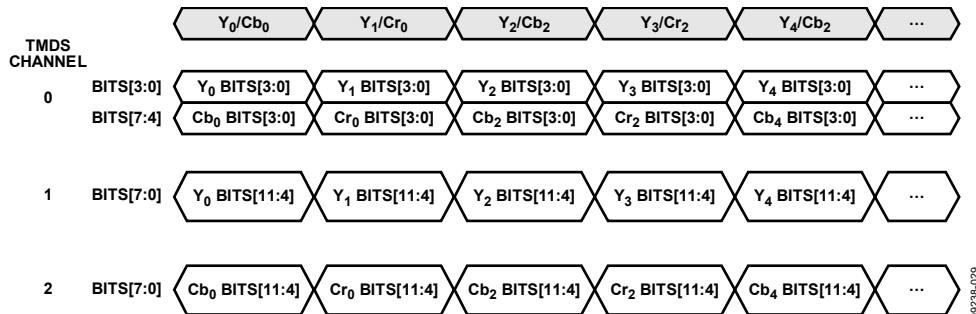 Y0/Cb0 Y1/Cr0 Y2/Cb2 Y3/Cr2 Y4/Cb2 ...
TMDS
CHANNEL
0 BITS[3:0] Y0 BITS[3:0] Y1 BITS[3:0] Y2 BITS[3:0] Y3 BITS[3:0] Y4 BITS[3:0] ...
BITS[7:4] Cb0 BITS[3:0] Cr0 BITS[3:0] Cb2 BITS[3:0] Cr2 BITS[3:0] Cb4 BITS[3:0] ...
1 BITS[7:0] Y0 BITS[11:4] Y1 BITS[11:4] Y2 BITS[11:4] Y3 BITS[11:4] Y4 BITS[11:4] ...
2 BITS[7:0] Cb0 BITS[11:4] Cr0 BITS[11:4] Cb2 BITS[11:4] Cr2 BITS[11:4] Cb4 BITS[11:4] ...